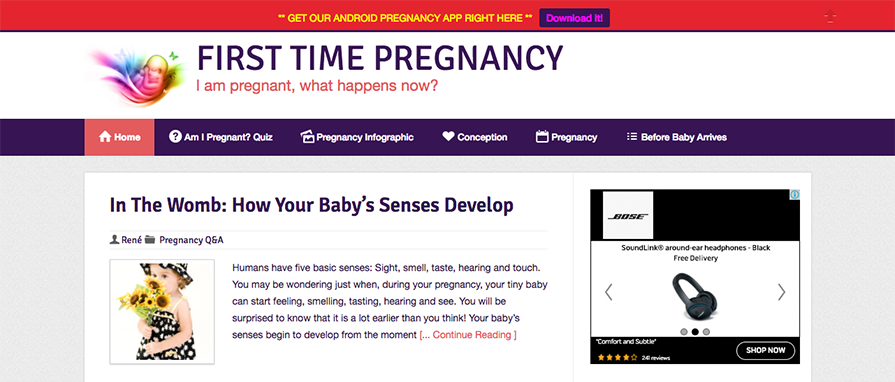 ** GET OUR ANDROID PREGNANCY APP RIGHT HERE ** Download It!
FIRST TIME PREGNANCY
I am pregnant, what happens now?
Home Am I Pregnant? Quiz Pregnancy Infographic Conception Pregnancy Before Baby Arrives
In The Womb: How Your Baby's Senses Develop
René Pregnancy Q&A
Humans have five basic senses: Sight, smell, taste, hearing and touch.
You may be wondering just when, during your pregnancy, your tiny baby
can start feeling, smelling, tasting, hearing and see. You will be
surprised to know that it is a lot earlier than you think! Your baby's
senses begin to develop from the moment [... Continue Reading ]
BOSE
SoundLink® around-ear headphones - Black
Free Delivery
"Comfort and Subtle"
241 reviews
SHOP NOW